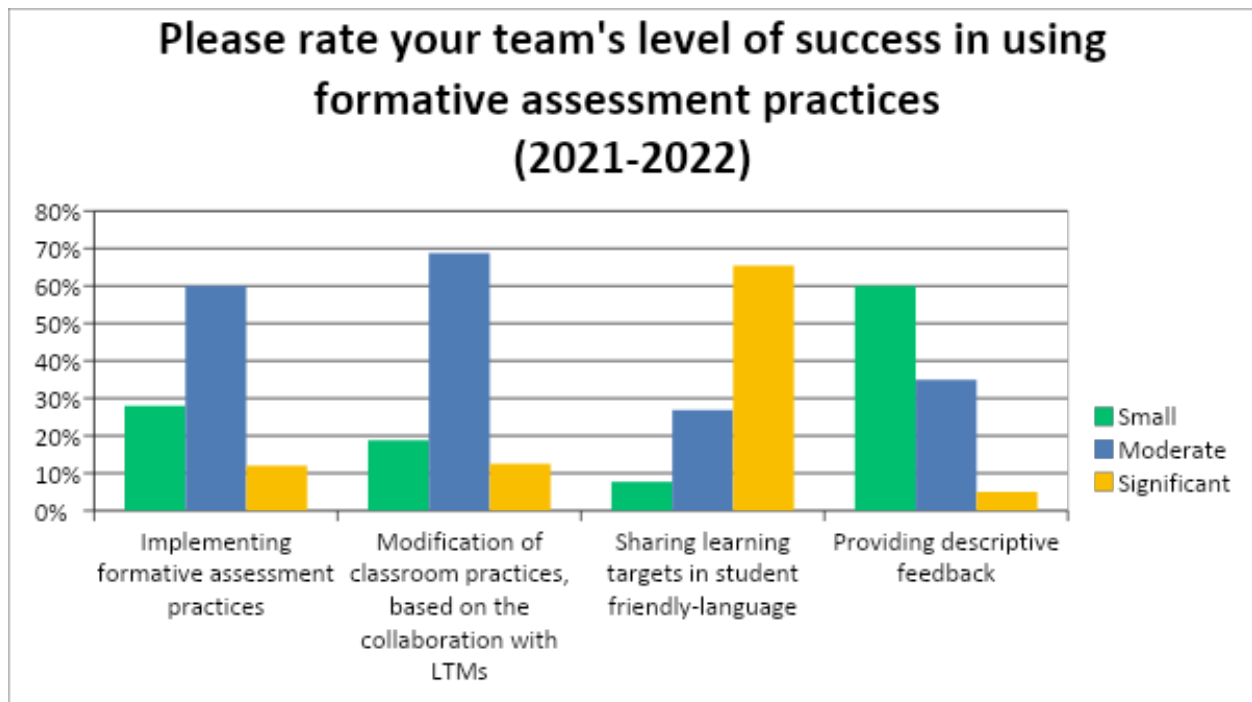 Please rate your team's level of success in using
formative assessment practices
(2021-2022)
80%
70%
60%
50%
40%
30%
20%
10%
0%
Small
Moderate
Significant
Implementing
formative assessment
practices
Modification of
classroom practices,
based on the
collaboration with
LTMs
Sharing learning
targets in student
friendly-language
Providing descriptive
feedback